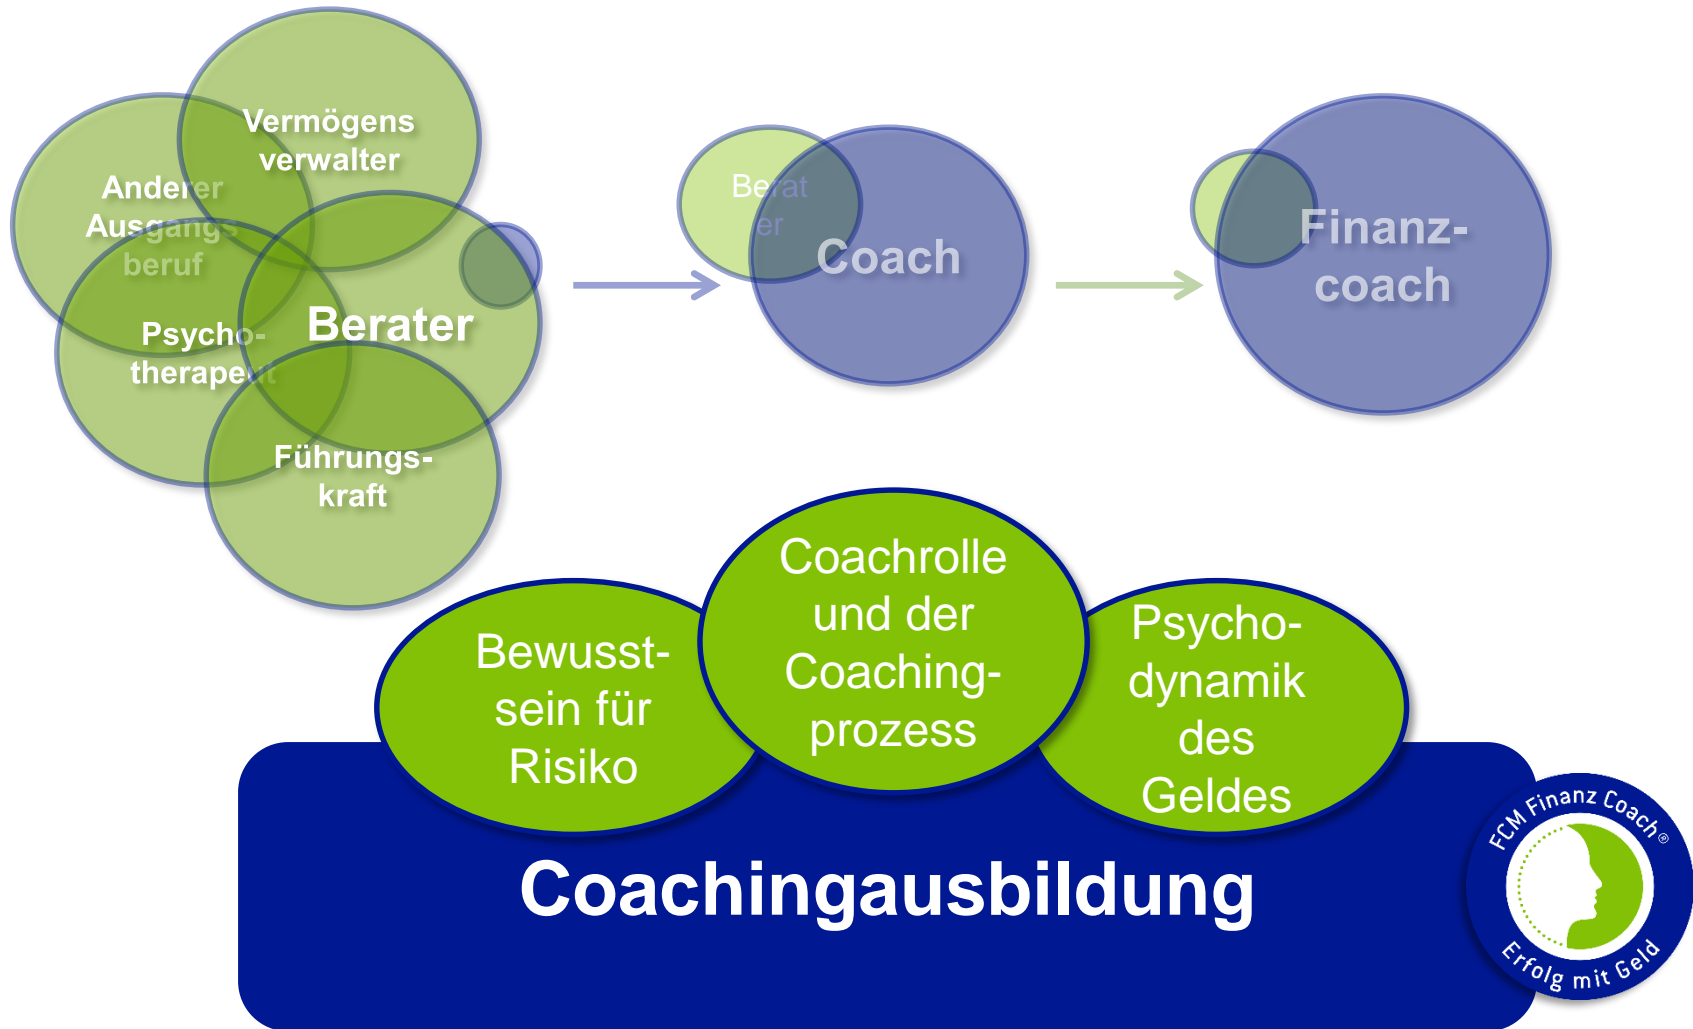 Vermögens
verwalter
Anderer
Ausgangs
beruf
Psycho-
therapeut
Berater
Führungs-
kraft
Berat
er
Coach
Finanz-
coach
Bewusst-
sein für
Risiko
Coachrolle
und der
Coaching-
prozess
Psycho-
dynamik
des
Geldes
Coachingausbildung
FCM Finanz Coach®
Erfolg mit Geld